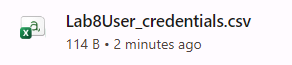 Lab8User_credentials.csv
114 B • 2 minutes ago